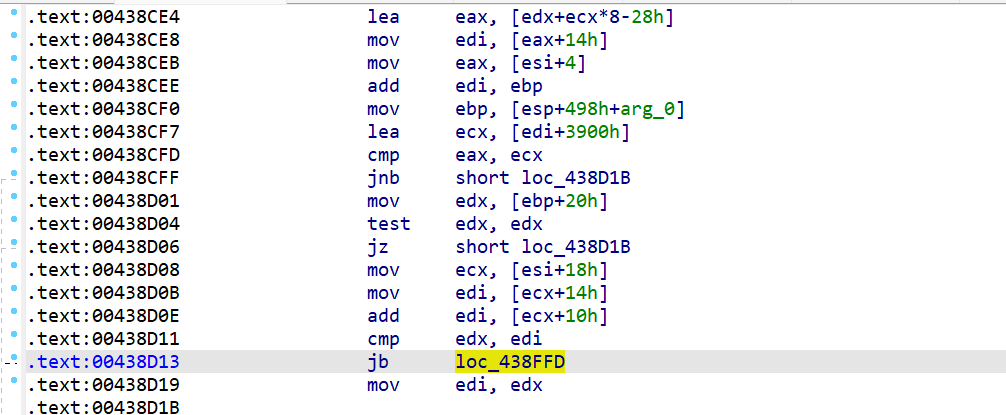 .text:00438CE4 lea eax, [edx+ecx*8-28h]
.text:00438CE8 mov edi, [eax+14h]
.text:00438CEB mov eax, [esi+4]
.text:00438CEE add edi, ebp
.text:00438CF0 mov ebp, [esp+498h+arg_0]
.text:00438CF7 lea ecx, [edi+3900h]
.text:00438CFD cmp eax, ecx
.text:00438CFF jnb short loc_438D1B
.text:00438D01 mov edx, [ebp+20h]
.text:00438D04 test edx, edx
.text:00438D06 jz short loc_438D1B
.text:00438D08 mov ecx, [esi+18h]
.text:00438D0B mov edi, [ecx+14h]
.text:00438D0E add edi, [ecx+10h]
.text:00438D11 cmp edx, edi
.text:00438D13 jb loc_438FFD
.text:00438D19 mov edi, edx
.text:00438D1B